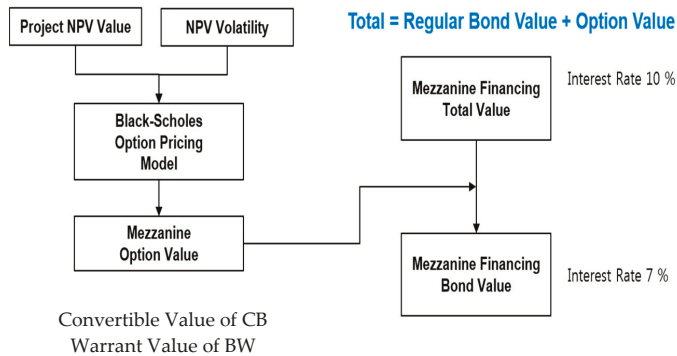 Project NPV Value
NPV Volatility
Total = Regular Bond Value + Option Value
Black-Scholes
Option Pricing
Model
Mezzanine
Option Value
Convertible Value of CB
Warrant Value of BW
Mezzanine Financing
Total Value
Interest Rate 10 %
Mezzanine Financing
Bond Value
Interest Rate 7 %